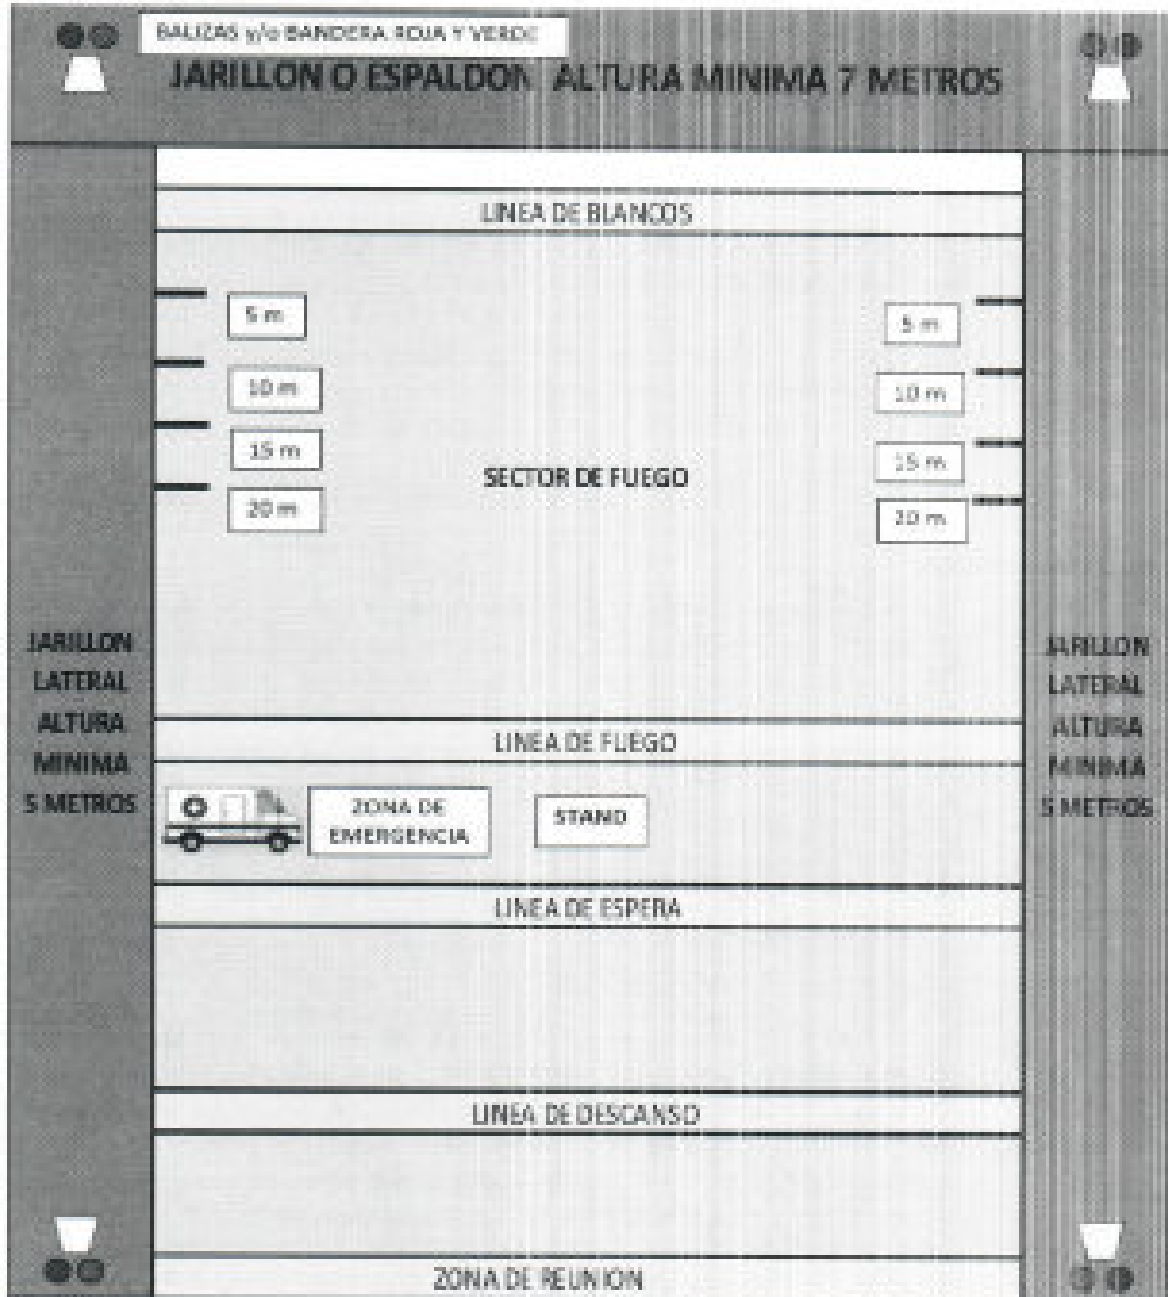 BALIZAS y/o BANDERA ROJA Y VERDE
JARILLON O ESPALDON ALTURA MINIMA 7 METROS
LINEA DE BLANCOS
5 m
5 m
10 m
10 m
15 m
15 m
SECTOR DE FUEGO
20 m
20 m
JARILLON
LATERAL
ALTURA
MINIMA
5 METROS
JARILLON
LATERAL
ALTURA
MINIMA
5 METROS
LINEA DE FUEGO
ZONA DE
EMERGENCIA
STAND
LINEA DE ESPERA
LINEA DE DESCANSO
ZONA DE REUNION